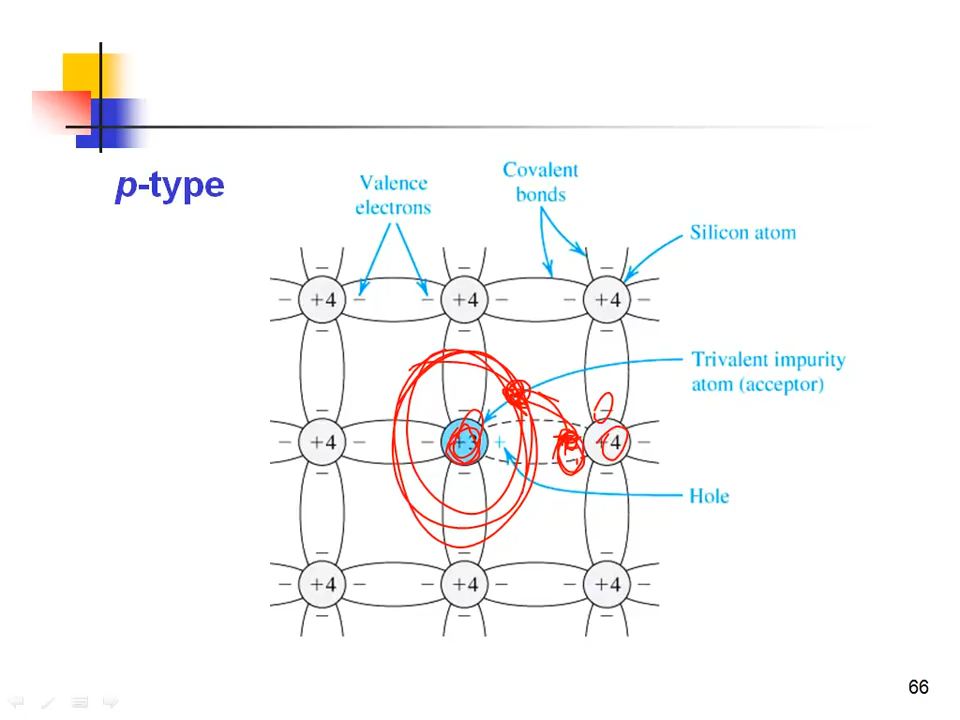 p-type
Valence
electrons
Covalent
bonds
Silicon atom
− − −
− +4 − − +4 − − +4 −
− − −
Trivalent impurity
atom (acceptor)
− − −
− +4 − − +3 + +4 −
− − −
Hole
− − −
− +4 − − +4 − − +4 −
− − −
66